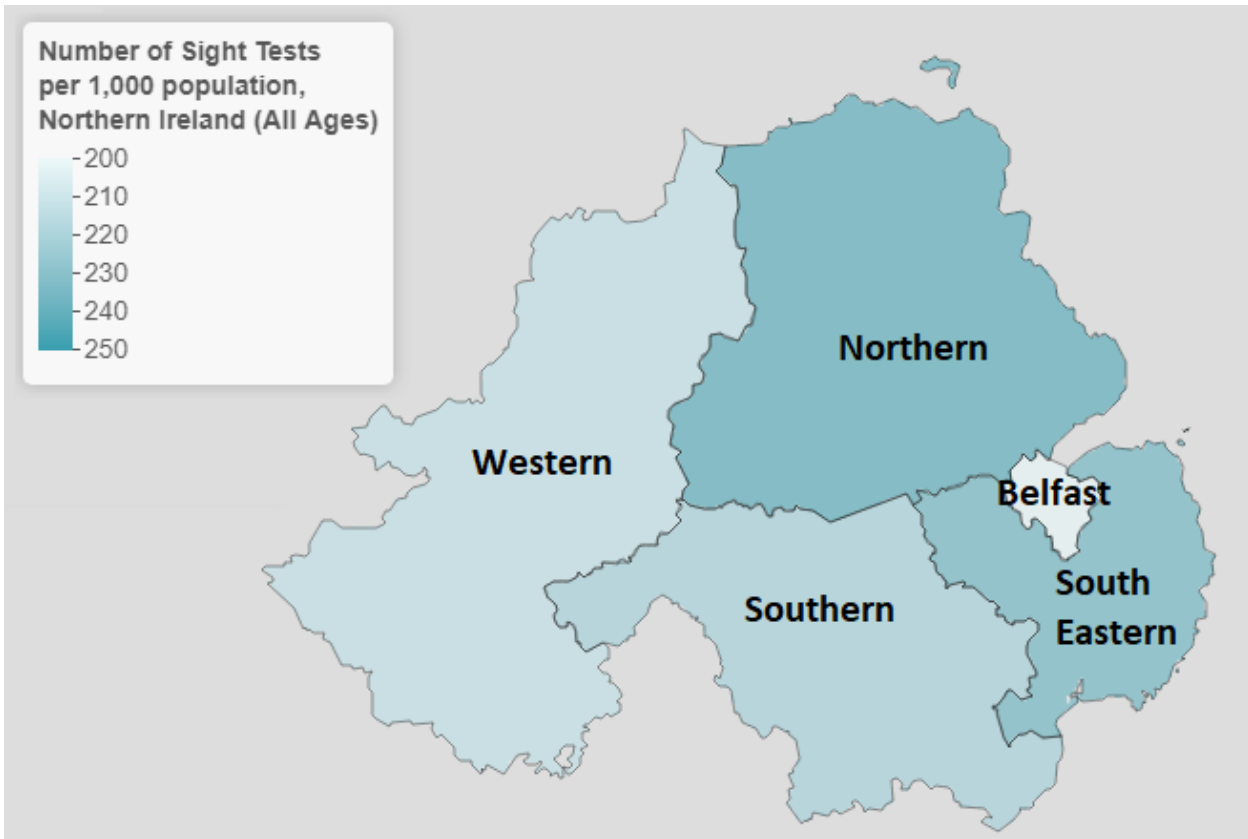 Number of Sight Tests
per 1,000 population,
Northern Ireland (All Ages)
200
210
220
230
240
250
Northern
Western
Belfast
South
Eastern
Southern